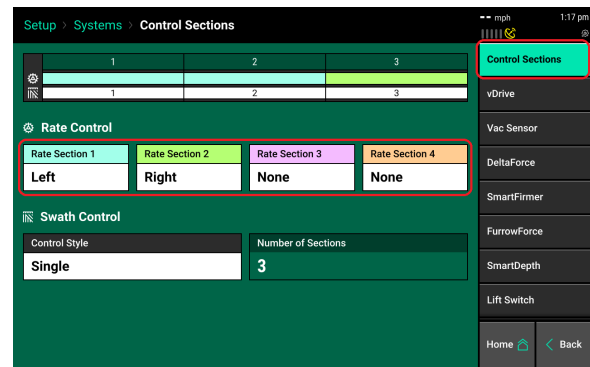 Setup > Systems > Control Sections
-- mph
1:17 pm
1 2 3
1 2 3
Rate Control
Rate Section 1
Left
Rate Section 2
Right
Rate Section 3
None
Rate Section 4
None
Swath Control
Control Style
Single
Number of Sections
3
Control Sections
vDrive
Vac Sensor
DeltaForce
SmartFirmer
FurrowForce
SmartDepth
Lift Switch
Home
< Back